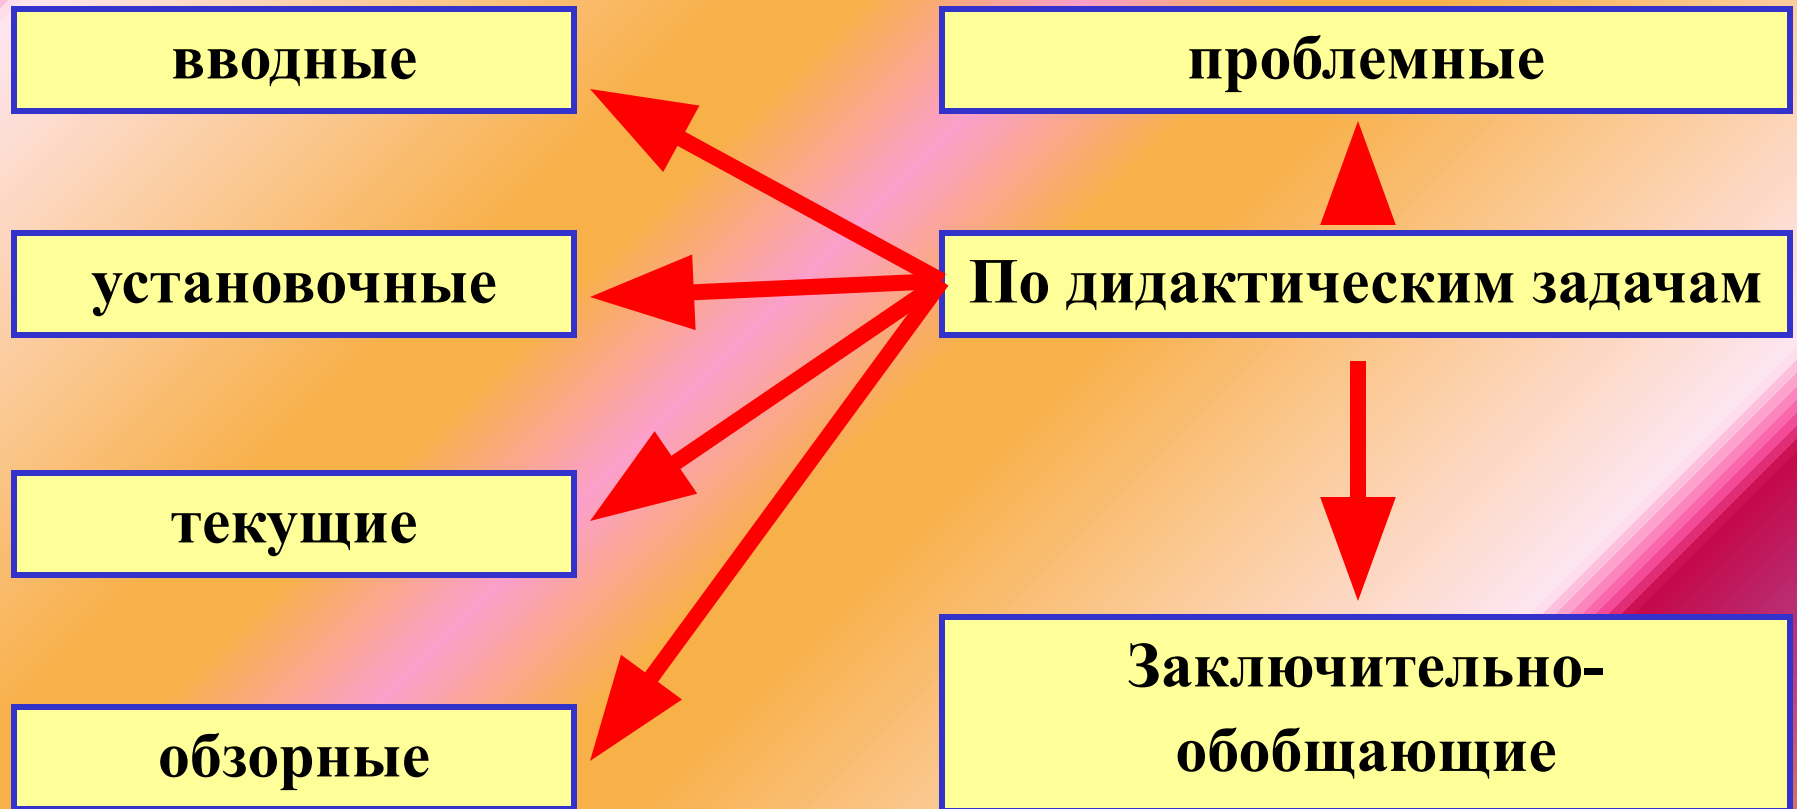 вводные
проблемные
установочные
По дидактическим задачам
текущие
Заключительно-
обобщающие
обзорные